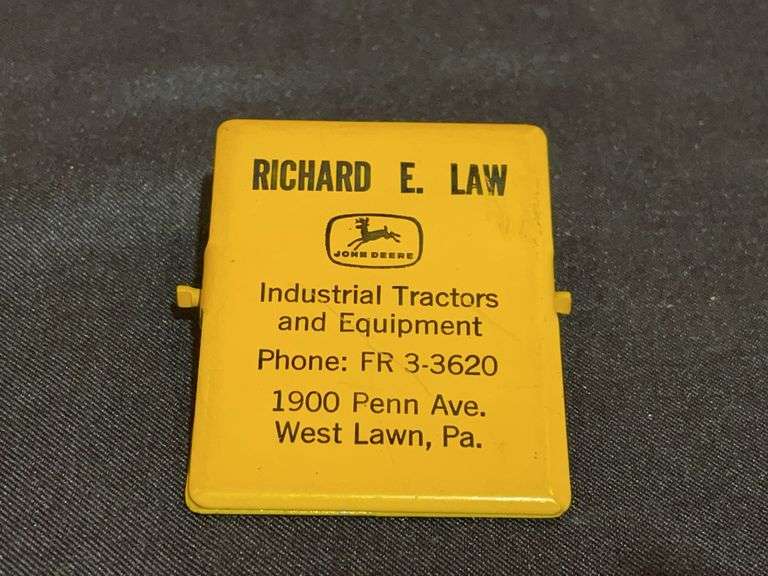 RICHARD E. LAW
JOHN DEERE
Industrial Tractors
and Equipment
Phone: FR 3-3620
1900 Penn Ave.
West Lawn, Pa.